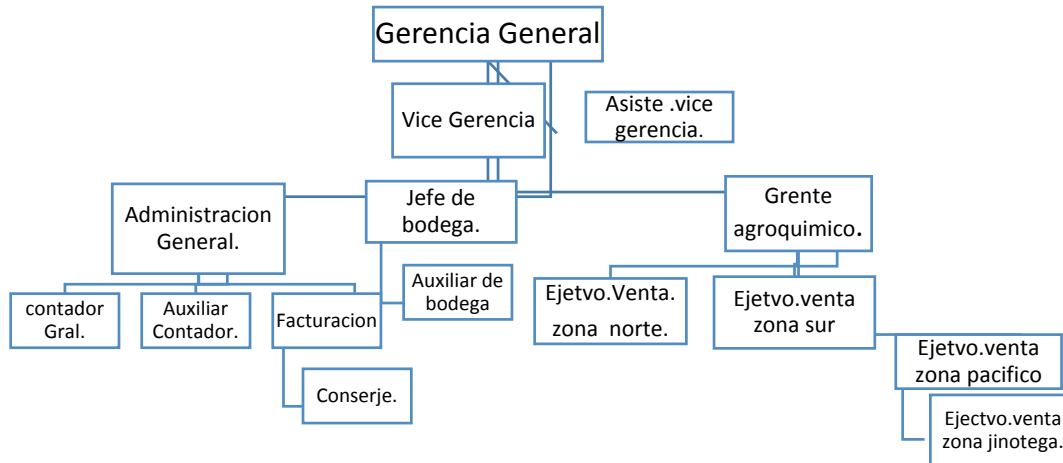 Gerencia General
Vice Gerencia
Asiste .vice
gerencia.
Administracion
General.
Jefe de
bodega.
Grente
agroquimico.
contador
Gral.
Auxiliar
Contador.
Facturacion
Auxiliar de
bodega
Ejetvo.Venta.
zona norte.
Ejetvo.venta
zona sur
Ejetvo.venta
zona pacifico
Conserje.
Ejectvo.venta
zona jinotega.